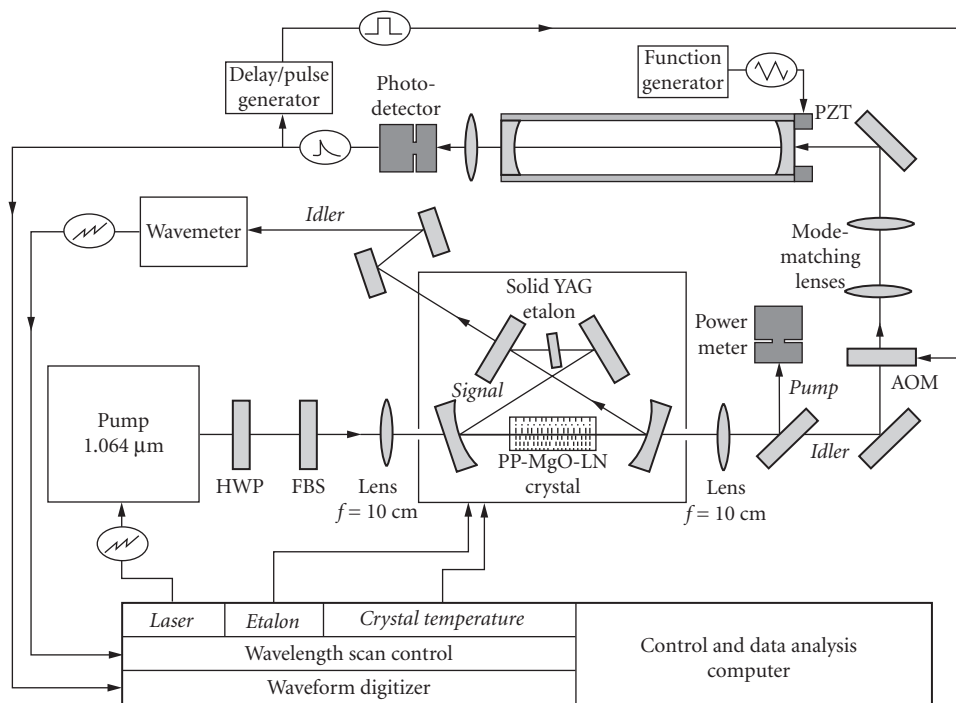 Delay/pulse
generator
Photo-
detector
Function
generator
PZT
Wavemeter
Idler
Mode-
matching
lenses
Solid YAG
etalon
Power
meter
AOM
Signal
Pump
Pump
1.064 μm
HWP
FBS
Lens
f = 10 cm
PP-MgO-LN
crystal
Lens
f = 10 cm
Idler
Laser
Etalon
Crystal temperature
Wavelength scan control
Waveform digitizer
Control and data analysis
computer